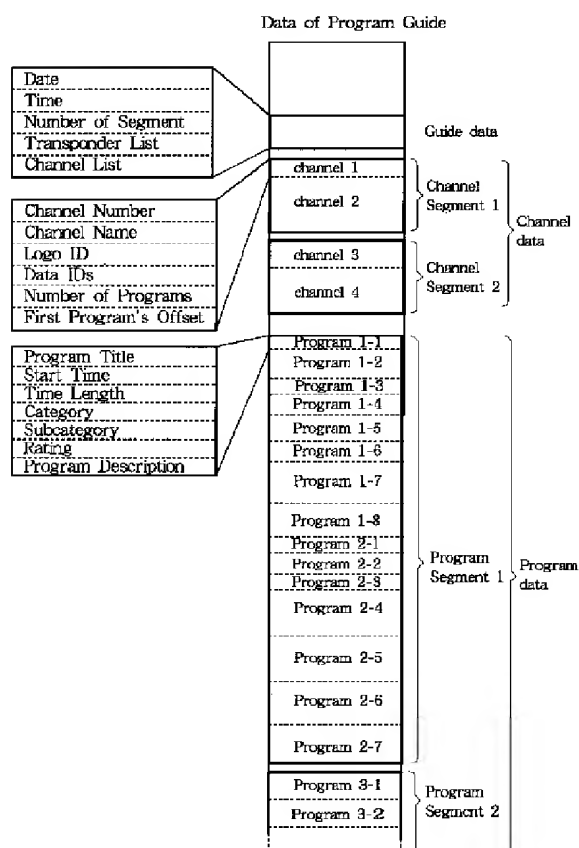 Data of Program Guide
Date
Time
Number of Segment
Transponder List
Channel List
Guide data
Channel Number
Channel Name
Logo ID
Data IDs
Number of Programs
First Program's Offset
channel 1
channel 2
Channel
Segment 1
channel 3
channel 4
Channel
Segment 2
Channel
data
Program Title
Start Time
Time Length
Category
Subcategory
Rating
Program Description
Program 1-1
Program 1-2
Program 1-3
Program 1-4
Program 1-5
Program 1-6
Program 1-7
Program 1-8
Program 2-1
Program 2-2
Program 2-3
Program 2-4
Program 2-5
Program 2-6
Program 2-7
Program
Segment 1
Program
data
Program 3-1
Program 3-2
Program
Segment 2